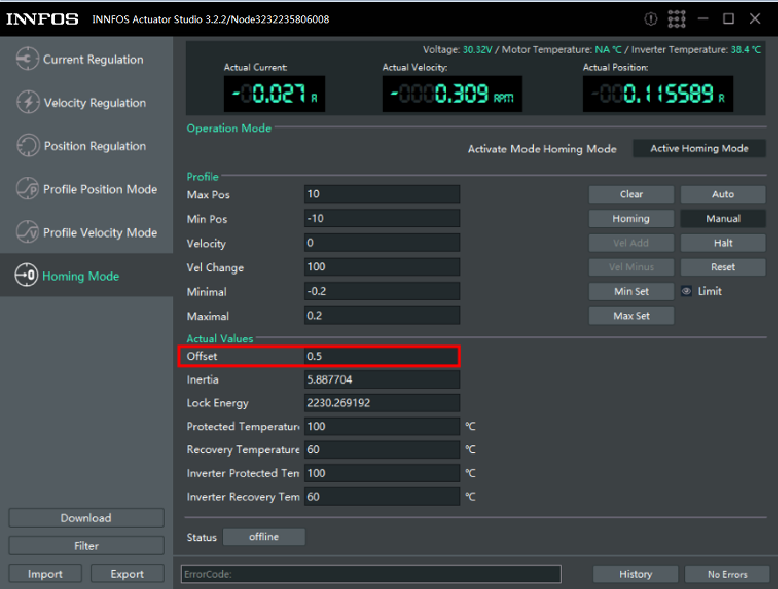 INNFOS INNFOS Actuator Studio 3.2.2/Node3232235806008
Current Regulation
Velocity Regulation
Position Regulation
Profile Position Mode
Profile Velocity Mode
Homing Mode
Download
Filter
Import Export
Voltage: 30.32V / Motor Temperature: INA ℃ / Inverter Temperature: 38.4 ℃
Actual Current: Actual Velocity: Actual Position:
-00.027 R -0000.309 RPM -000.115589 R
Operation Mode
Activate Mode Homing Mode Active Homing Mode
Profile
Max Pos 10 Clear Auto
Min Pos -10 Homing Manual
Velocity 0 Vel Add Halt
Vel Change 100 Vel Minus Reset
Minimal -0.2 Min Set Limit
Maximal 0.2 Max Set
Actual Values
Offset 0.5
Inertia 5.887704
Lock Energy 2230.269192
Protected Temperature 100 ℃
Recovery Temperature 60 ℃
Inverter Protected Tem 100 ℃
Inverter Recovery Tem 60 ℃
Status offline
ErrorCode: History No Errors